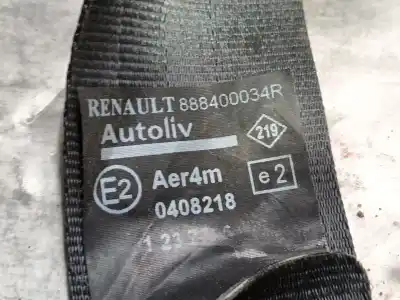 RENAULT 888400034R
Autoliv
219
E2 Aer4m e2
0408218